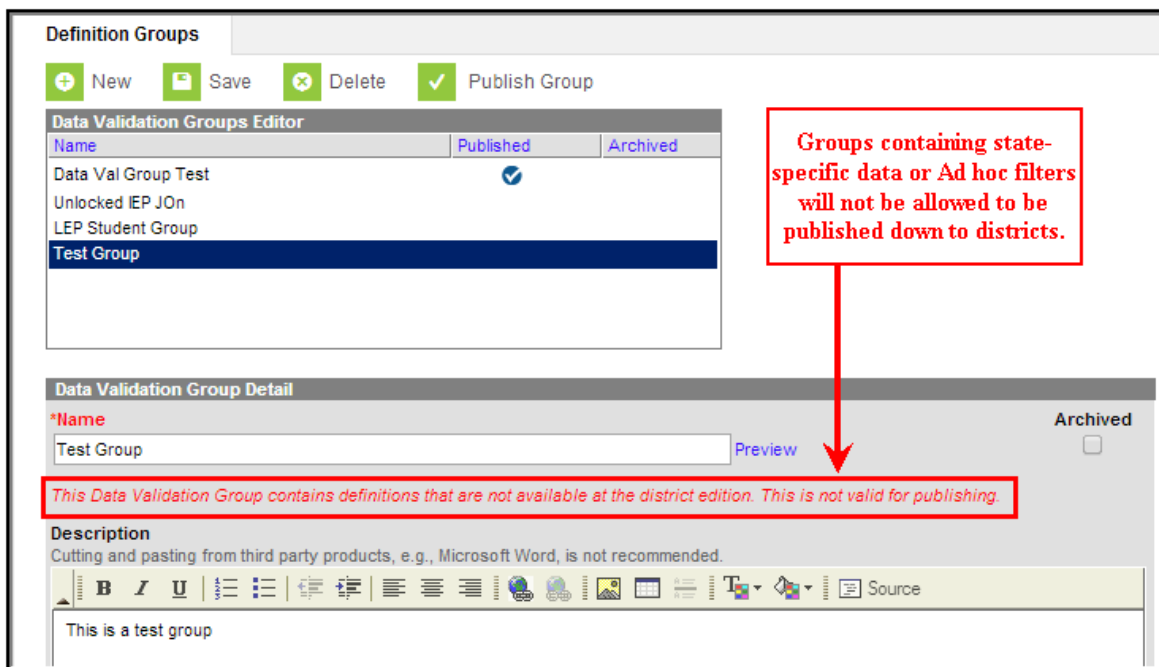 Definition Groups
New Save Delete Publish Group
Data Validation Groups Editor
Name Published Archived
Data Val Group Test
Unlocked IEP JOn
LEP Student Group
Test Group
Groups containing state-
specific data or Ad hoc filters
will not be allowed to be
published down to districts.
Data Validation Group Detail
*Name Archived
Test Group Preview
This Data Validation Group contains definitions that are not available at the district edition. This is not valid for publishing.
Description
Cutting and pasting from third party products, e.g., Microsoft Word, is not recommended.
B I U Source
This is a test group